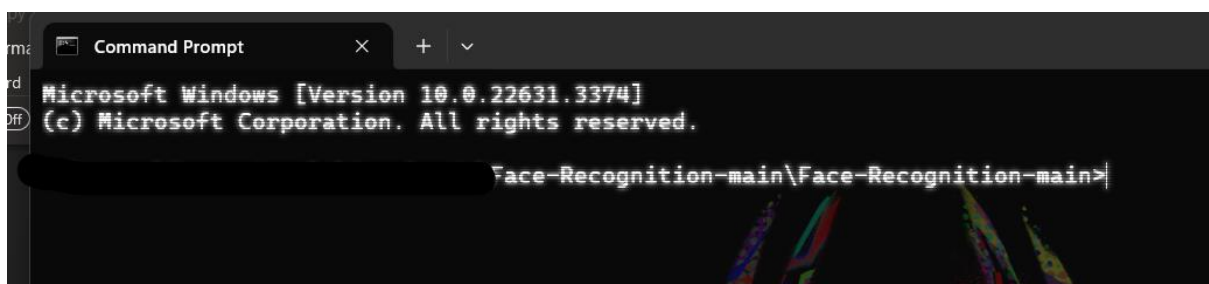 Command Prompt
Microsoft Windows [Version 10.0.22631.3374]
(c) Microsoft Corporation. All rights reserved.
Face-Recognition-main\Face-Recognition-main>